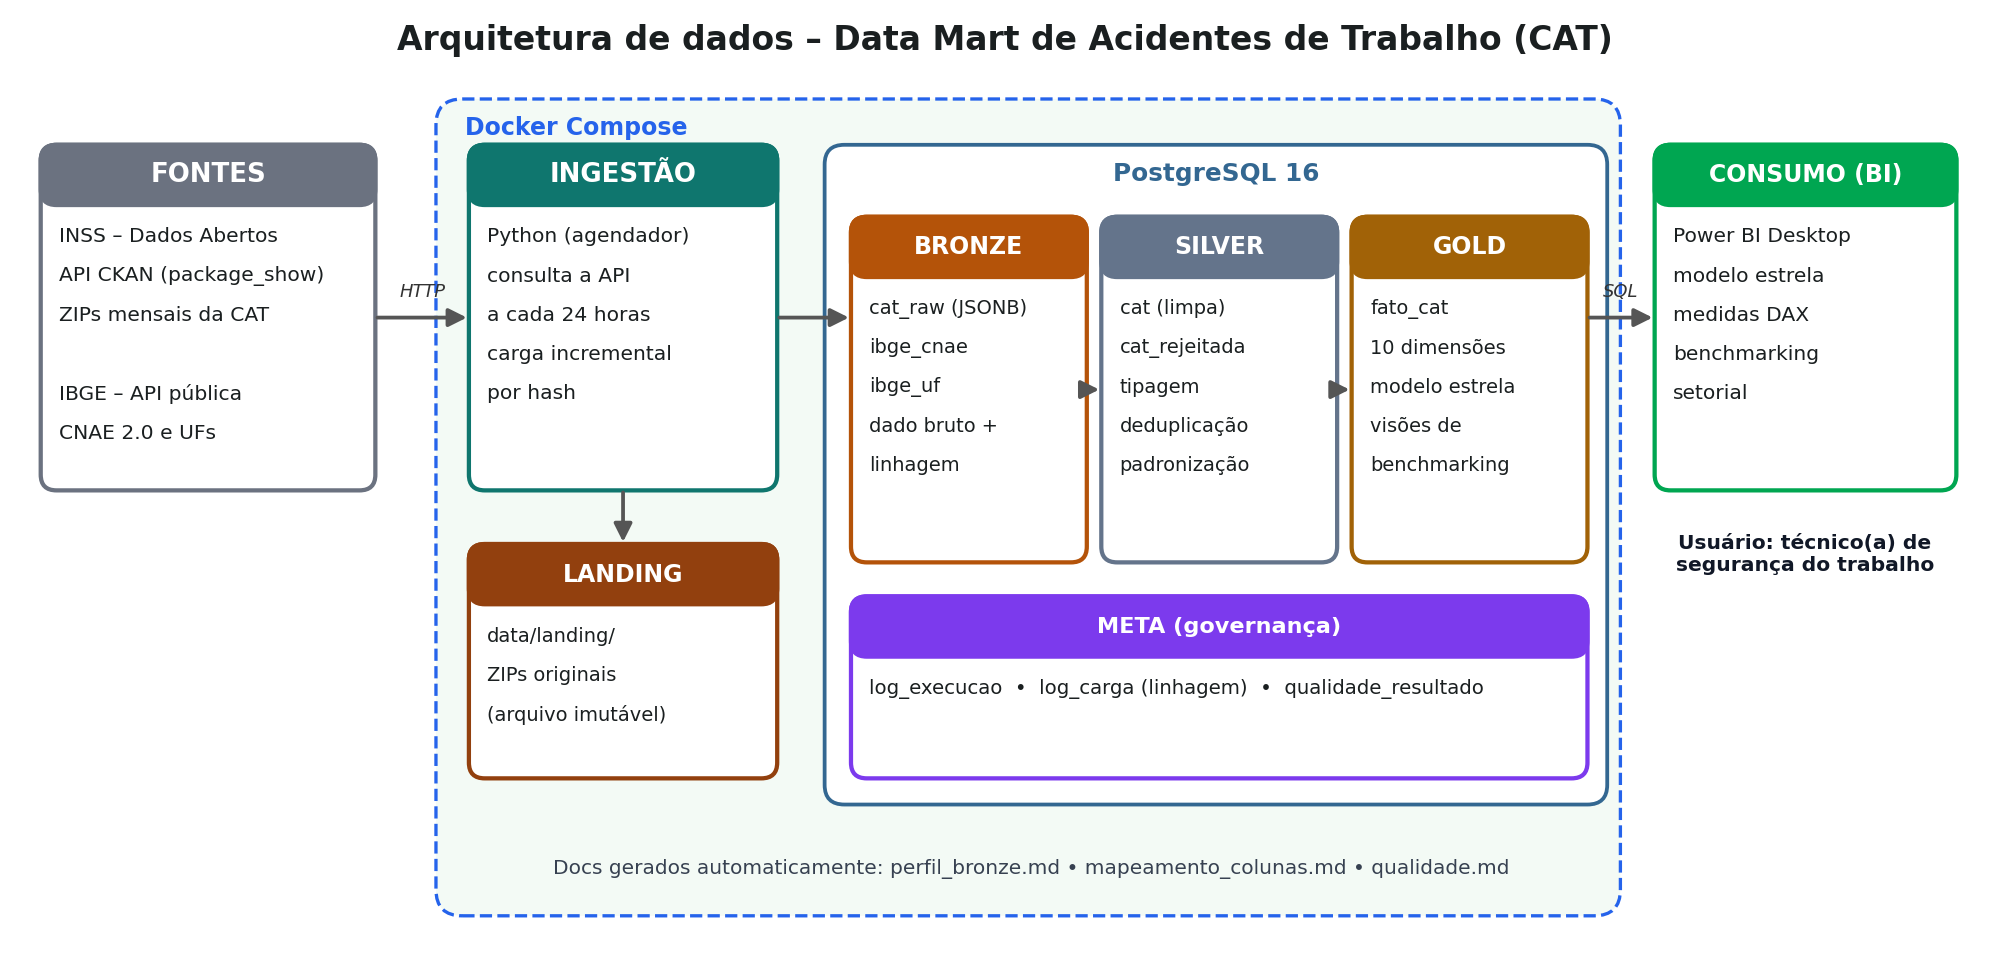 Arquitetura de dados – Data Mart de Acidentes de Trabalho (CAT)
FONTES
INSS – Dados Abertos
API CKAN (package_show)
ZIPs mensais da CAT
IBGE – API pública
CNAE 2.0 e UFs
HTTP
Docker Compose
INGESTÃO
Python (agendador)
consulta a API
a cada 24 horas
carga incremental
por hash
LANDING
data/landing/
ZIPs originais
(arquivo imutável)
PostgreSQL 16
BRONZE
cat_raw (JSONB)
ibge_cnae
ibge_uf
dado bruto +
linhagem
SILVER
cat (limpa)
cat_rejeitada
tipagem
deduplicação
padronização
GOLD
fato_cat
10 dimensões
modelo estrela
visões de
benchmarking
META (governança)
log_execucao • log_carga (linhagem) • qualidade_resultado
Docs gerados automaticamente: perfil_bronze.md • mapeamento_colunas.md • qualidade.md
SQL
CONSUMO (BI)
Power BI Desktop
modelo estrela
medidas DAX
benchmarking
setorial
Usuário: técnico(a) de
segurança do trabalho